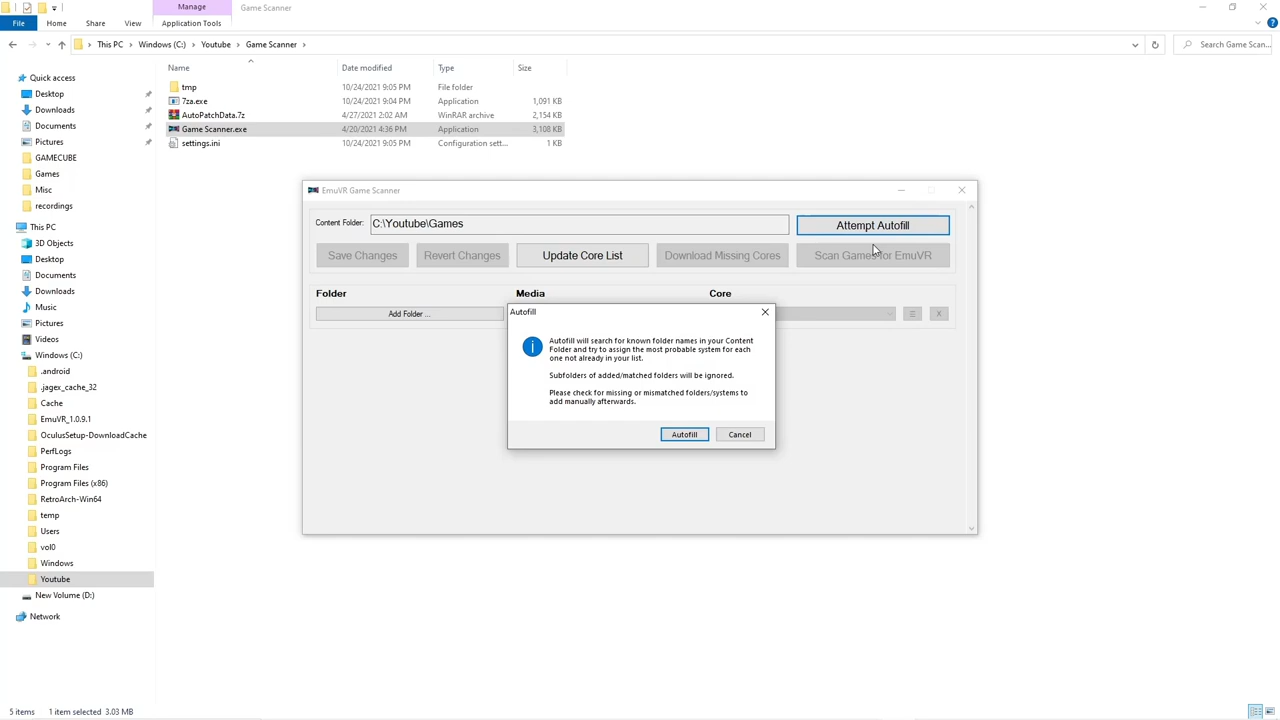 Manage
Game Scanner
File
Home
Share
View
Application Tools
This PC
Windows (C:)
Youtube
Game Scanner
Search Game Scan...
Name
Date modified
Type
Size
tmp
10/24/2021 9:05 PM
File folder
7za.exe
10/24/2021 9:04 PM
Application
1,091 KB
AutoPatchData.7z
4/27/2021 2:02 AM
WinRAR archive
2,154 KB
Game Scanner.exe
4/20/2021 4:36 PM
Application
3,108 KB
settings.ini
10/24/2021 9:05 PM
Configuration sett...
1 KB
Quick access
Desktop
Downloads
Documents
Pictures
GAMECUBE
Games
Misc
recordings
This PC
3D Objects
Desktop
Documents
Downloads
Music
Pictures
Videos
Windows (C:)
.android
.jagex_cache_32
Cache
EmuVR_1.0.9.1
OculusSetup-DownloadCache
PerfLogs
Program Files
Program Files (x86)
RetroArch-Win64
temp
Users
vol0
Windows
Youtube
New Volume (D:)
Network
EmuVR Game Scanner
Content Folder:
C:\Youtube\Games
Attempt Autofill
Save Changes
Revert Changes
Update Core List
Download Missing Cores
Scan Games for EmuVR
Folder
Media
Core
Add Folder ...
X
Autofill
Autofill will search for known folder names in your Content
Folder and try to assign the most probable system for each
one not already in your list.
Subfolders of added/matched folders will be ignored.
Please check for missing or mismatched folders/systems to
add manually afterwards.
Autofill
Cancel
5 items
1 item selected 3.03 MB